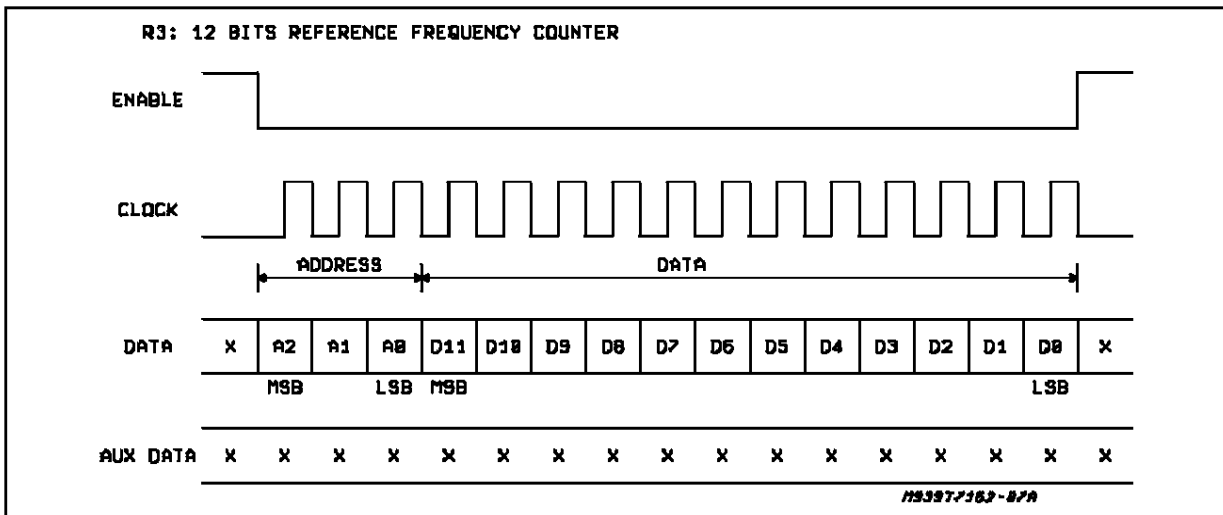 R3: 12 BITS REFERENCE FREQUENCY COUNTER
ENABLE
CLOCK
ADDRESS DATA
DATA X A2 A1 A0 D11 D10 D9 D8 D7 D6 D5 D4 D3 D2 D1 D0 X
MSB LSB MSB LSB
AUX DATA X X X X X X X X X X X X X X X X X